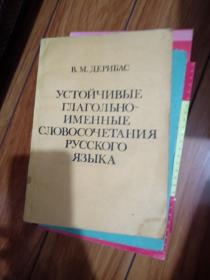 В. М. ДЕРИБАС
УСТОЙЧИВЫЕ
ГЛАГОЛЬНО-
ИМЕННЫЕ
СЛОВОСОЧЕТАНИЯ
РУССКОГО
ЯЗЫКА